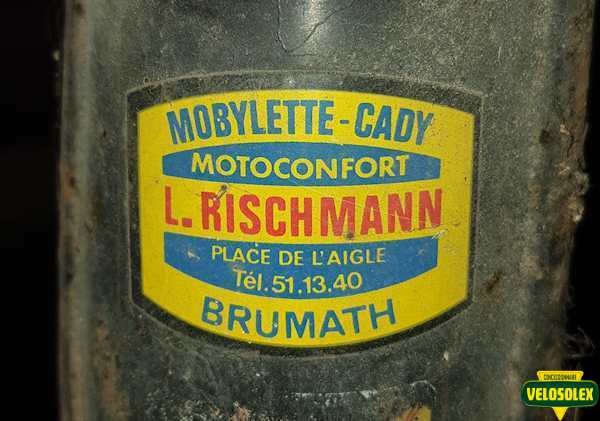 MOBYLETTE-CADY
MOTOCONFORT
L. RISCHMANN
PLACE DE L'AIGLE
Tél. 51.13.40
BRUMATH
CONCESSIONNAIRE
VELOSOLEX